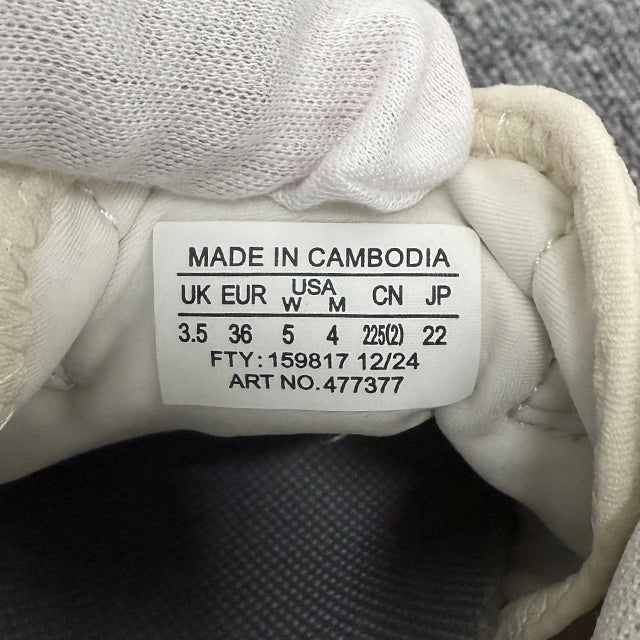 MADE IN CAMBODIA
UK EUR USA W M CN JP
3.5 36 5 4 225(2) 22
FTY: 159817 12/24
ART NO. 477377